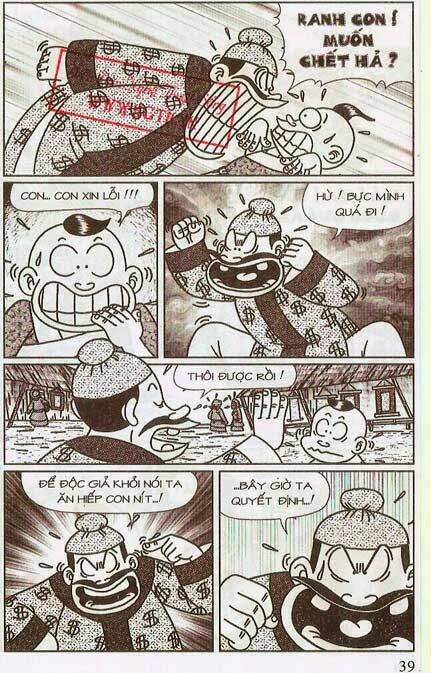 RANH CON!
MUỐN
CHẾT HẢ?
CON... CON XIN LỖI!!!
HỪ! BỰC MÌNH
QUÁ ĐI!
THÔI ĐƯỢC RỒI!
ĐỂ ĐỘC GIẢ KHỎI NÓI TA
ĂN HIẾP CON NÍT...!
...BÂY GIỜ TA
QUYẾT ĐỊNH...!
39